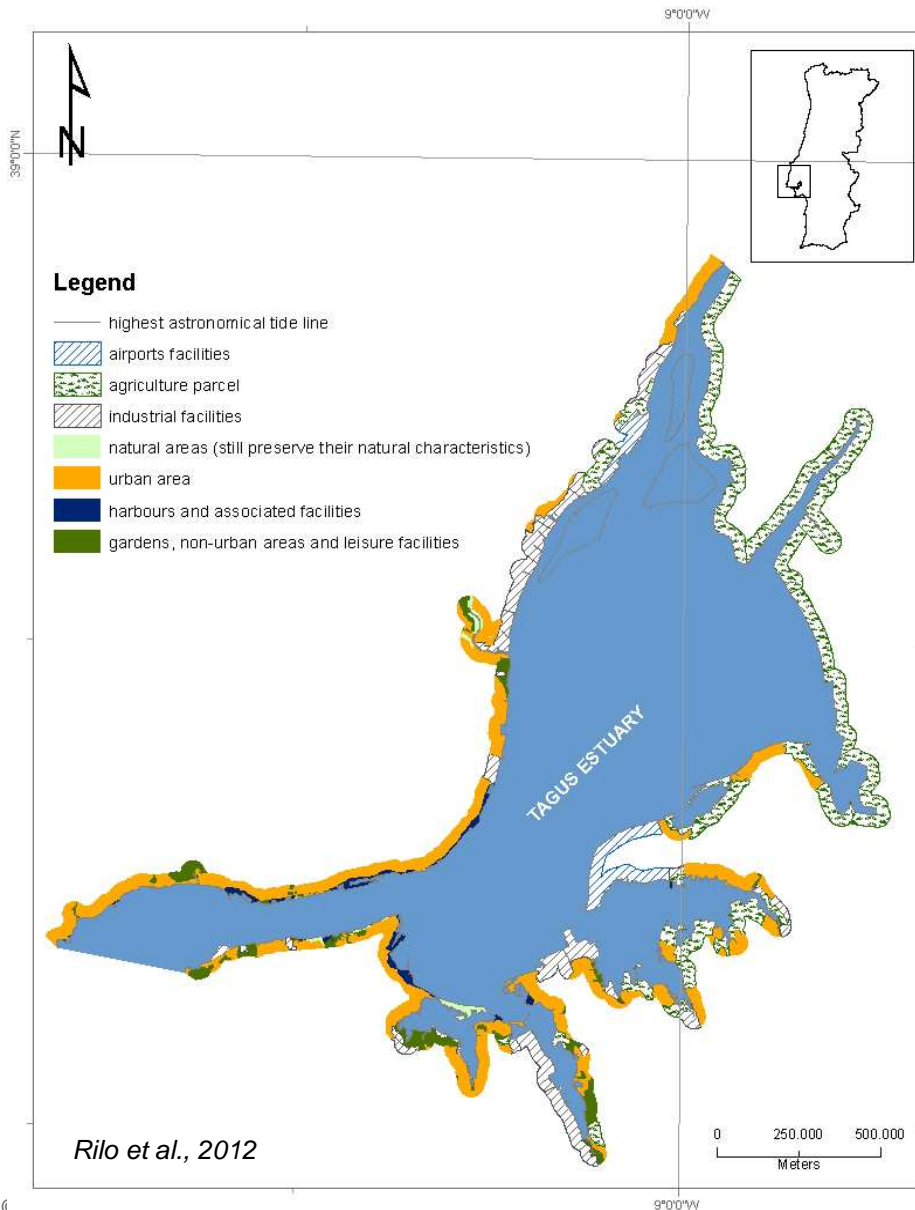 9°0'0"W
N
39°0'0"N
Legend
highest astronomical tide line
airports facilities
agriculture parcel
industrial facilities
natural areas (still preserve their natural characteristics)
urban area
harbours and associated facilities
gardens, non-urban areas and leisure facilities
TAGUS ESTUARY
Rilo et al., 2012
0 250.000 500.000
Meters
9°0'0"W